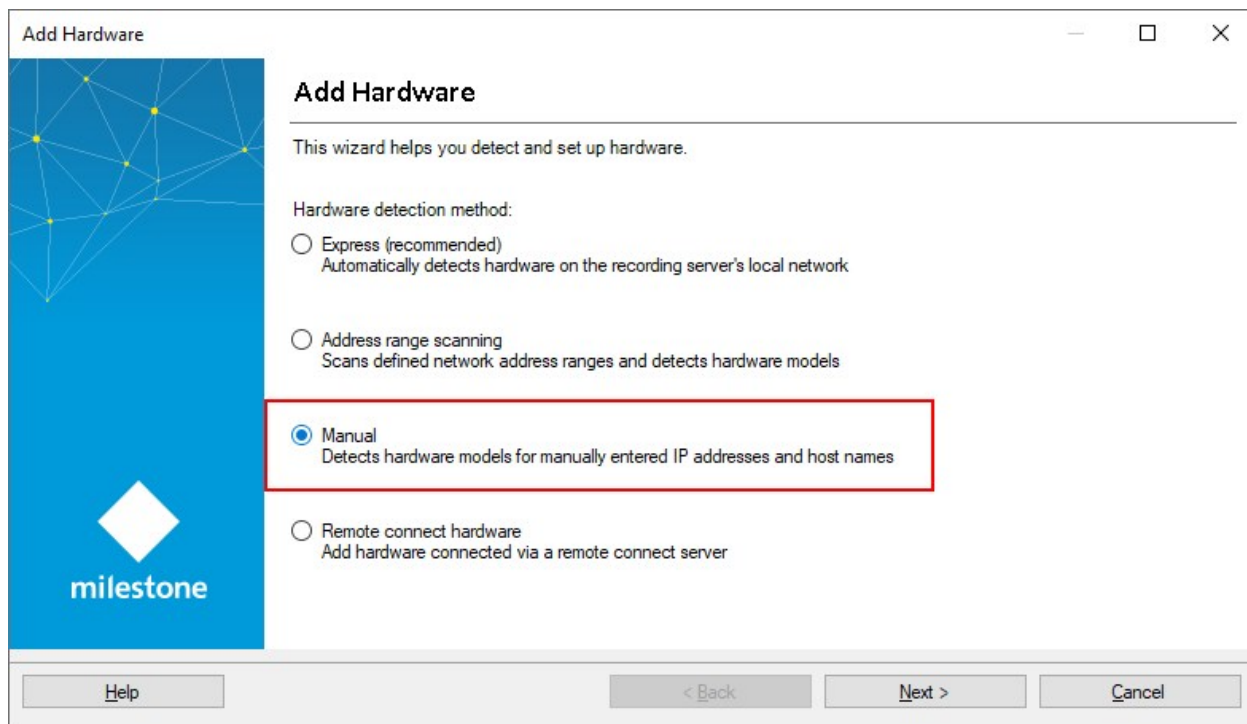 Add Hardware
Add Hardware
This wizard helps you detect and set up hardware.
Hardware detection method:
Express (recommended)
Automatically detects hardware on the recording server's local network
Address range scanning
Scans defined network address ranges and detects hardware models
Manual
Detects hardware models for manually entered IP addresses and host names
Remote connect hardware
Add hardware connected via a remote connect server
milestone
Help
< Back
Next >
Cancel